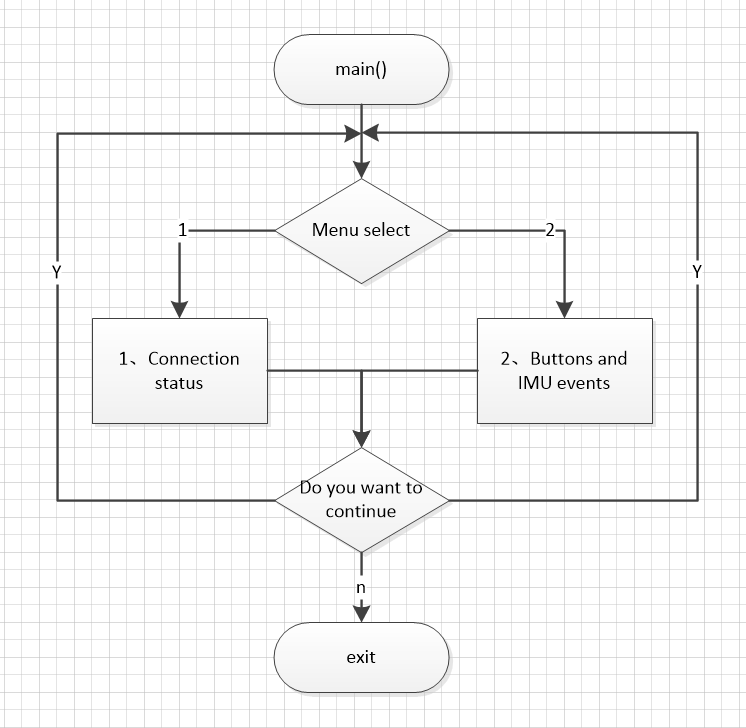 main()
Menu select
1
2
Y
Y
1、Connection
status
2、Buttons and
IMU events
Do you want to
continue
n
exit